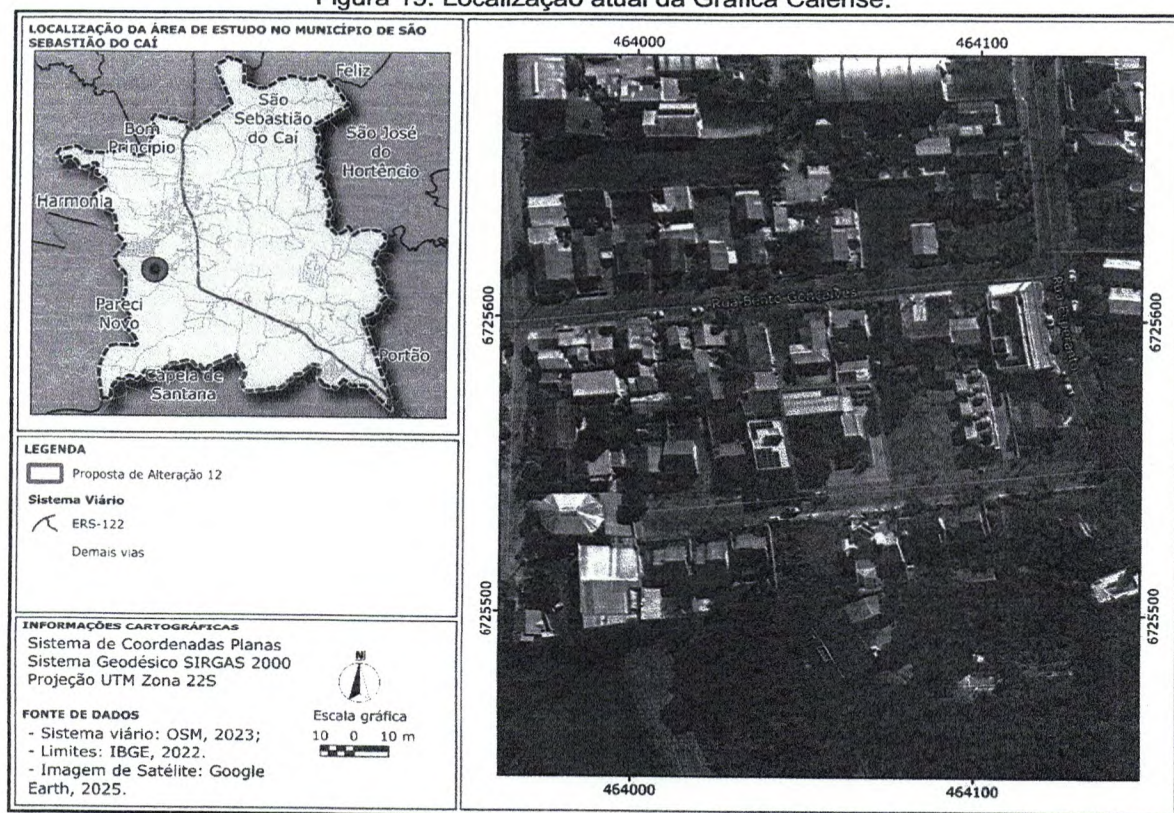 Figura 15. Localização atual da Gráfica Caiense.
LOCALIZAÇÃO DA ÁREA DE ESTUDO NO MUNICÍPIO DE SÃO
SEBASTIÃO DO CAÍ
Feliz
São
Sebastião
do Caí
Bom
Princípio
São José
do
Hortêncio
Harmonia
Pareci
Novo
Portão
Capela de
Santana
LEGENDA
Proposta de Alteração 12
Sistema Viário
ERS-122
Demais vias
INFORMAÇÕES CARTOGRÁFICAS
Sistema de Coordenadas Planas
Sistema Geodésico SIRGAS 2000
Projeção UTM Zona 22S
N
FONTE DE DADOS
- Sistema viário: OSM, 2023;
- Limites: IBGE, 2022.
- Imagem de Satélite: Google
Earth, 2025.
Escala gráfica
10 0 10 m
464000 464100
6725600
6725600
Rua Bento Gonçalves
6725500
6725500
464000 464100